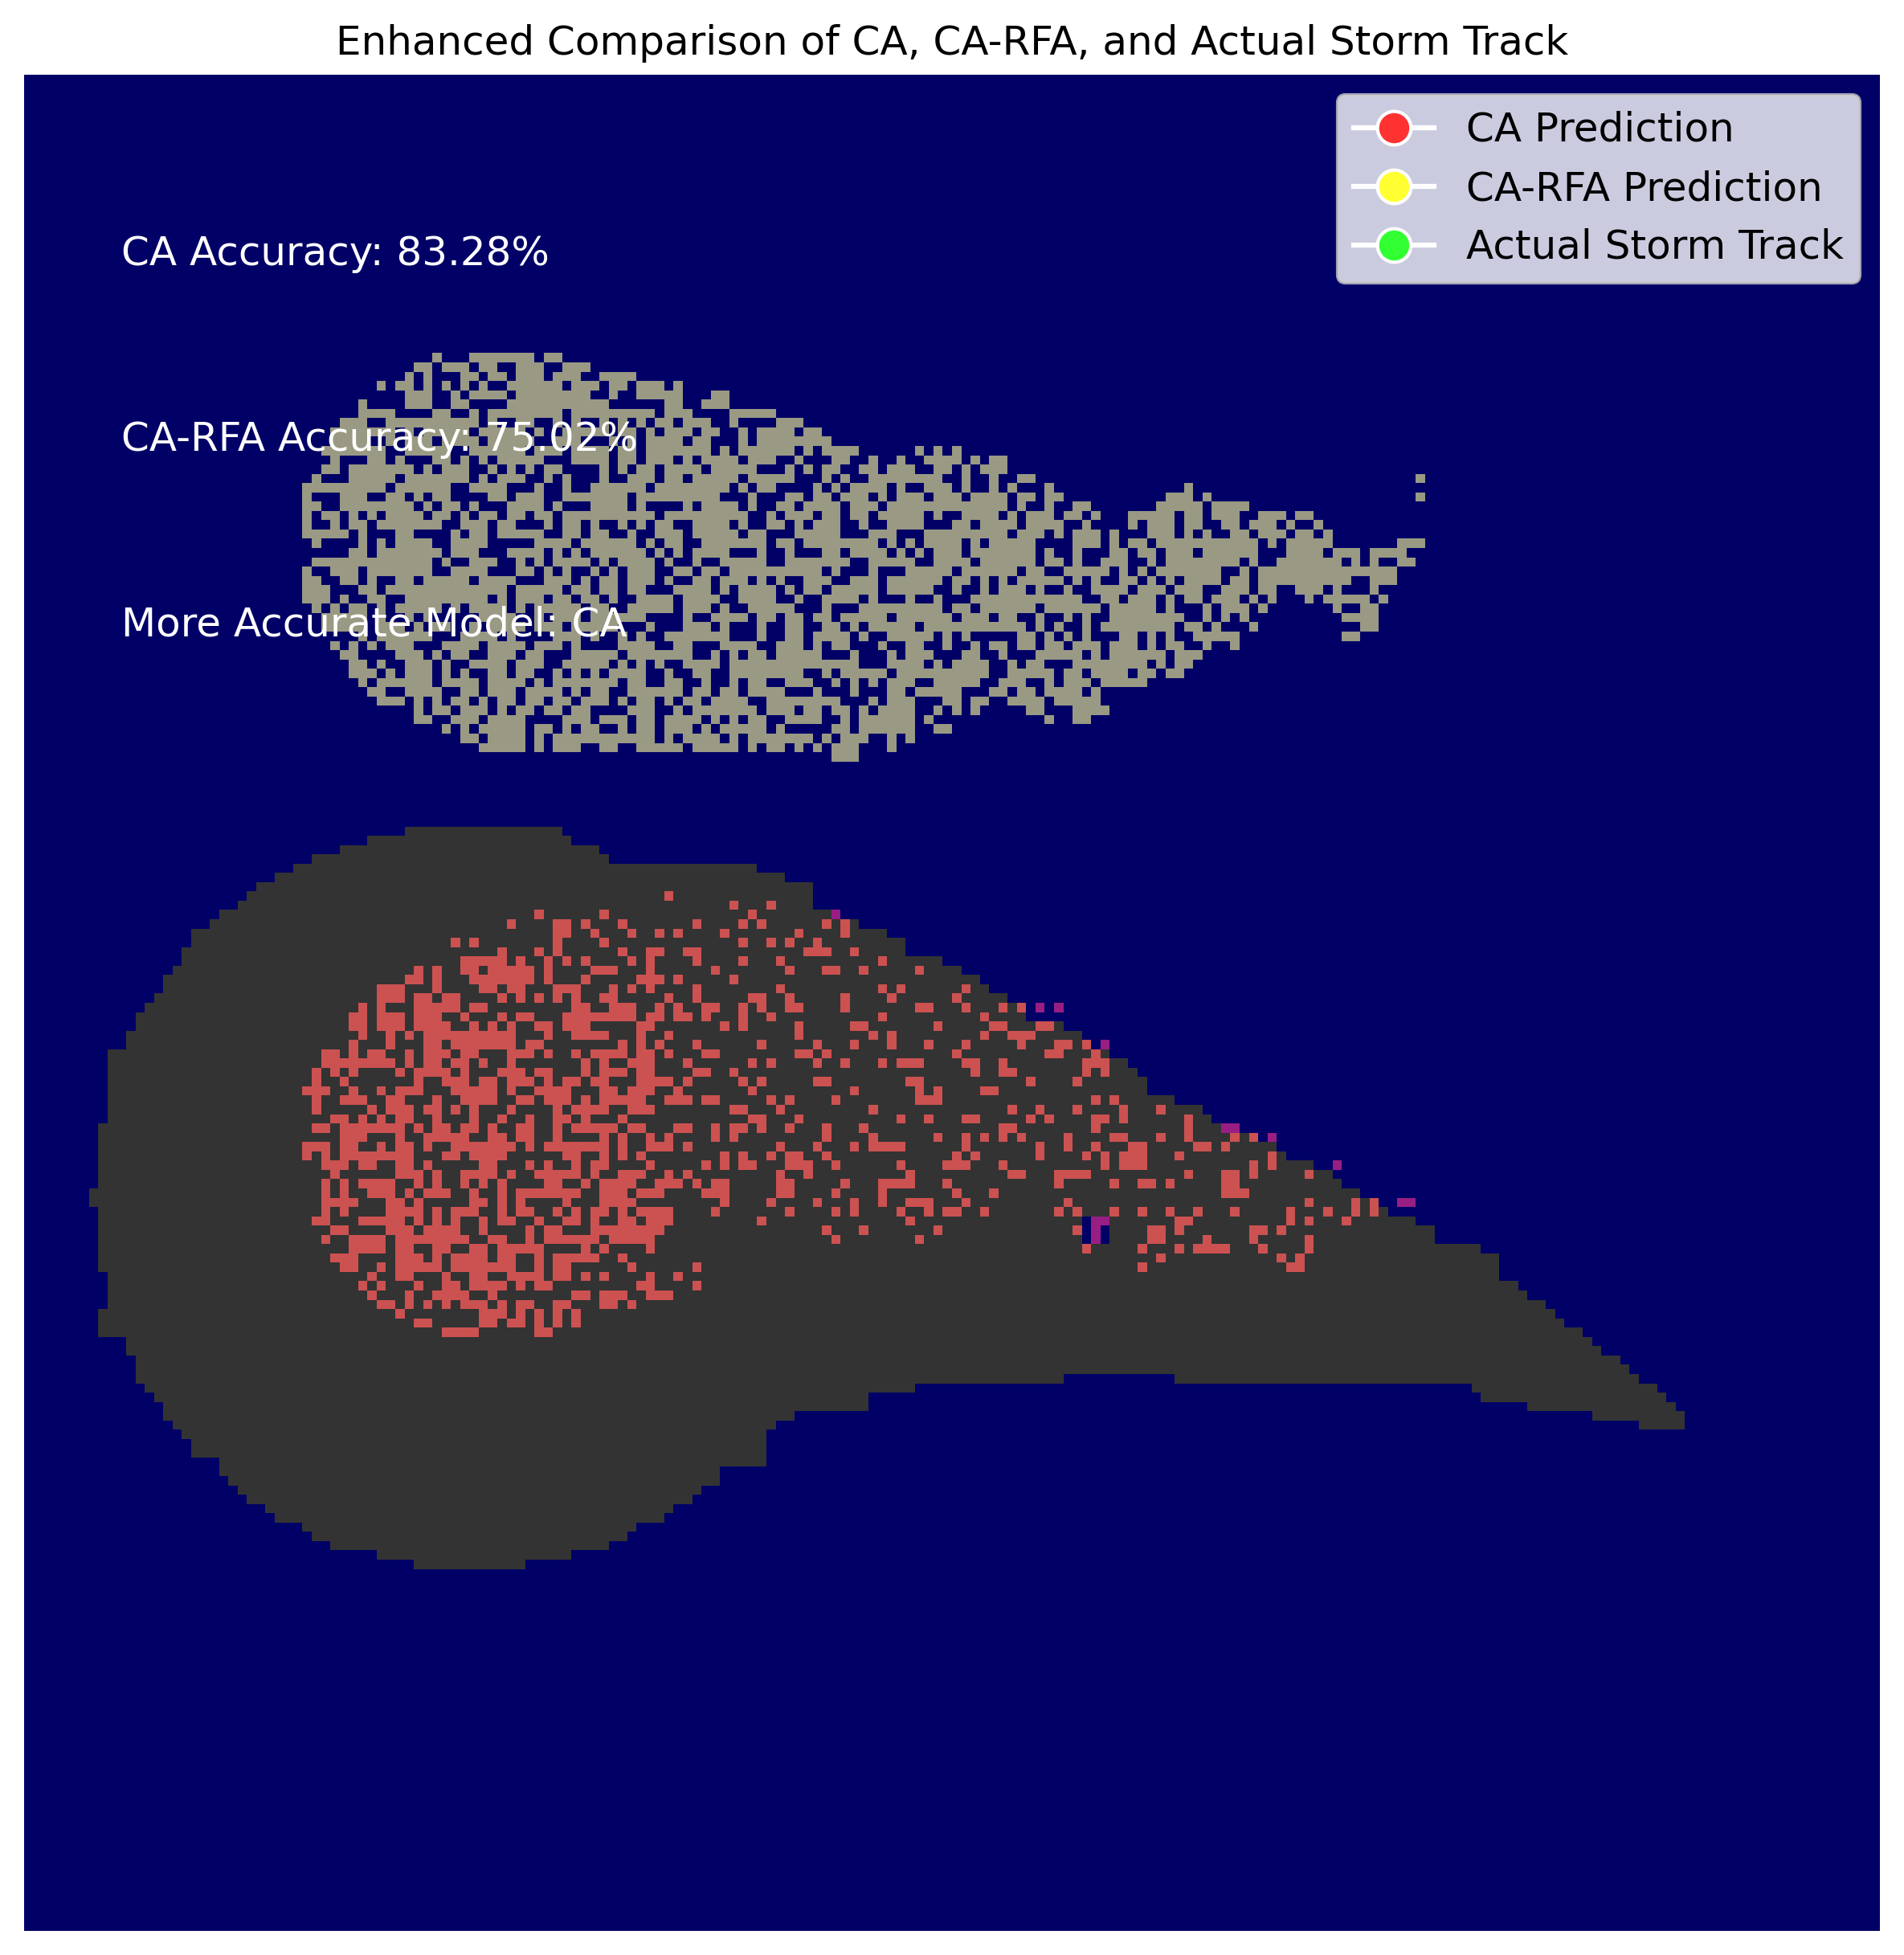 Enhanced Comparison of CA, CA-RFA, and Actual Storm Track
CA Prediction
CA-RFA Prediction
Actual Storm Track
CA Accuracy: 83.28%
CA-RFA Accuracy: 75.02%
More Accurate Model: CA